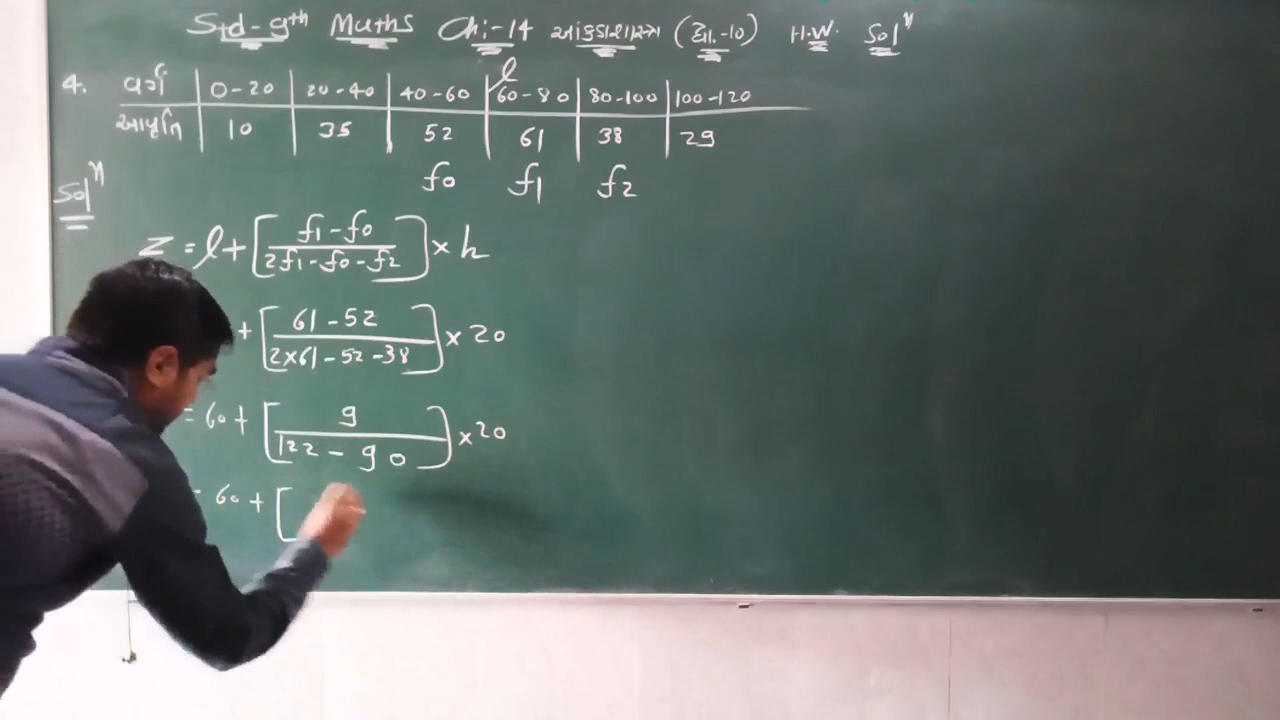 Std-9th Maths Ch:-14 આંકડાશાસ્ત્ર (દા.-10) H.W. Solⁿ
l
4. વર્ગ 0-20 20-40 40-60 60-80 80-100 100-120
આવૃત્તિ 10 35 52 61 38 29
f0 f1 f2
Solⁿ
Z = l + [ f1 - f0 / 2f1 - f0 - f2 ] × h
+ [ 61 - 52 / 2×61 - 52 - 38 ] × 20
= 60 + [ 9 / 122 - 90 ] × 20
= 60 + [